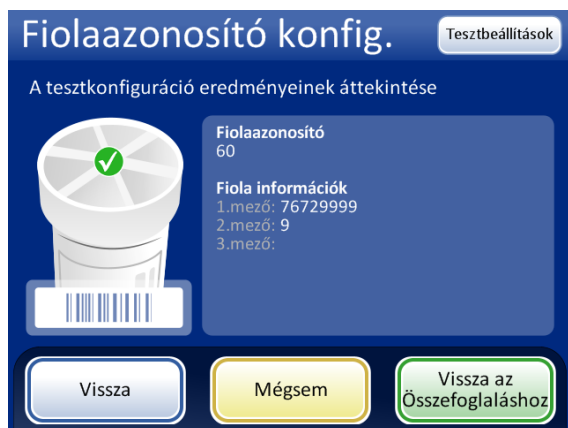 Fiolaazonosító konfig.
Tesztbeállítások
A tesztkonfiguráció eredményeinek áttekintése
Fiolaazonosító
60
Fiola információk
1.mező: 76729999
2.mező: 9
3.mező:
Vissza
Mégsem
Vissza az
Összefoglaláshoz